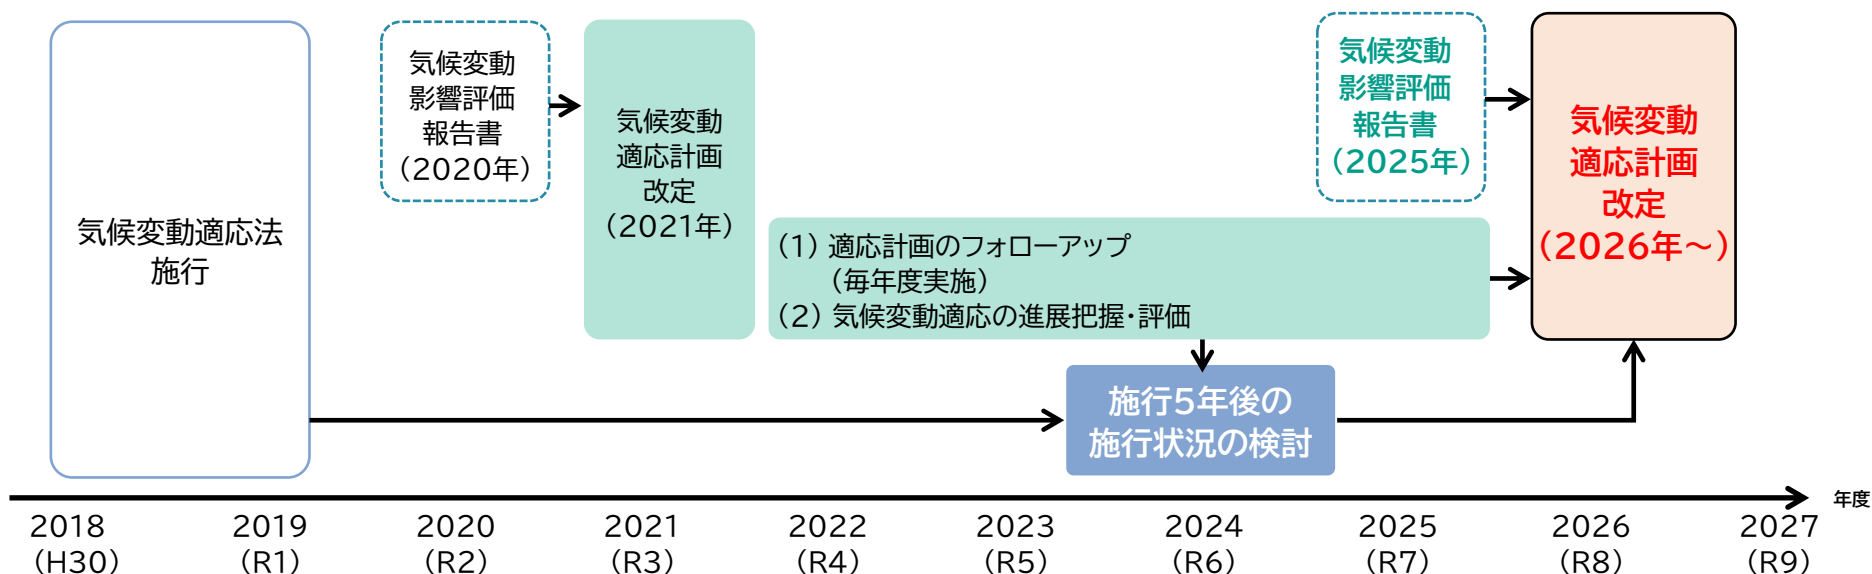 気候変動適応法
施行
気候変動
影響評価
報告書
（2020年）
気候変動
適応計画
改定
（2021年）
（1） 適応計画のフォローアップ
（毎年度実施）
（2） 気候変動適応の進展把握・評価
施行5年後の
施行状況の検討
気候変動
影響評価
報告書
（2025年）
気候変動
適応計画
改定
（2026年～）
年度
2018 2019 2020 2021 2022 2023 2024 2025 2026 2027
（H30） （R1） （R2） （R3） （R4） （R5） （R6） （R7） （R8） （R9）